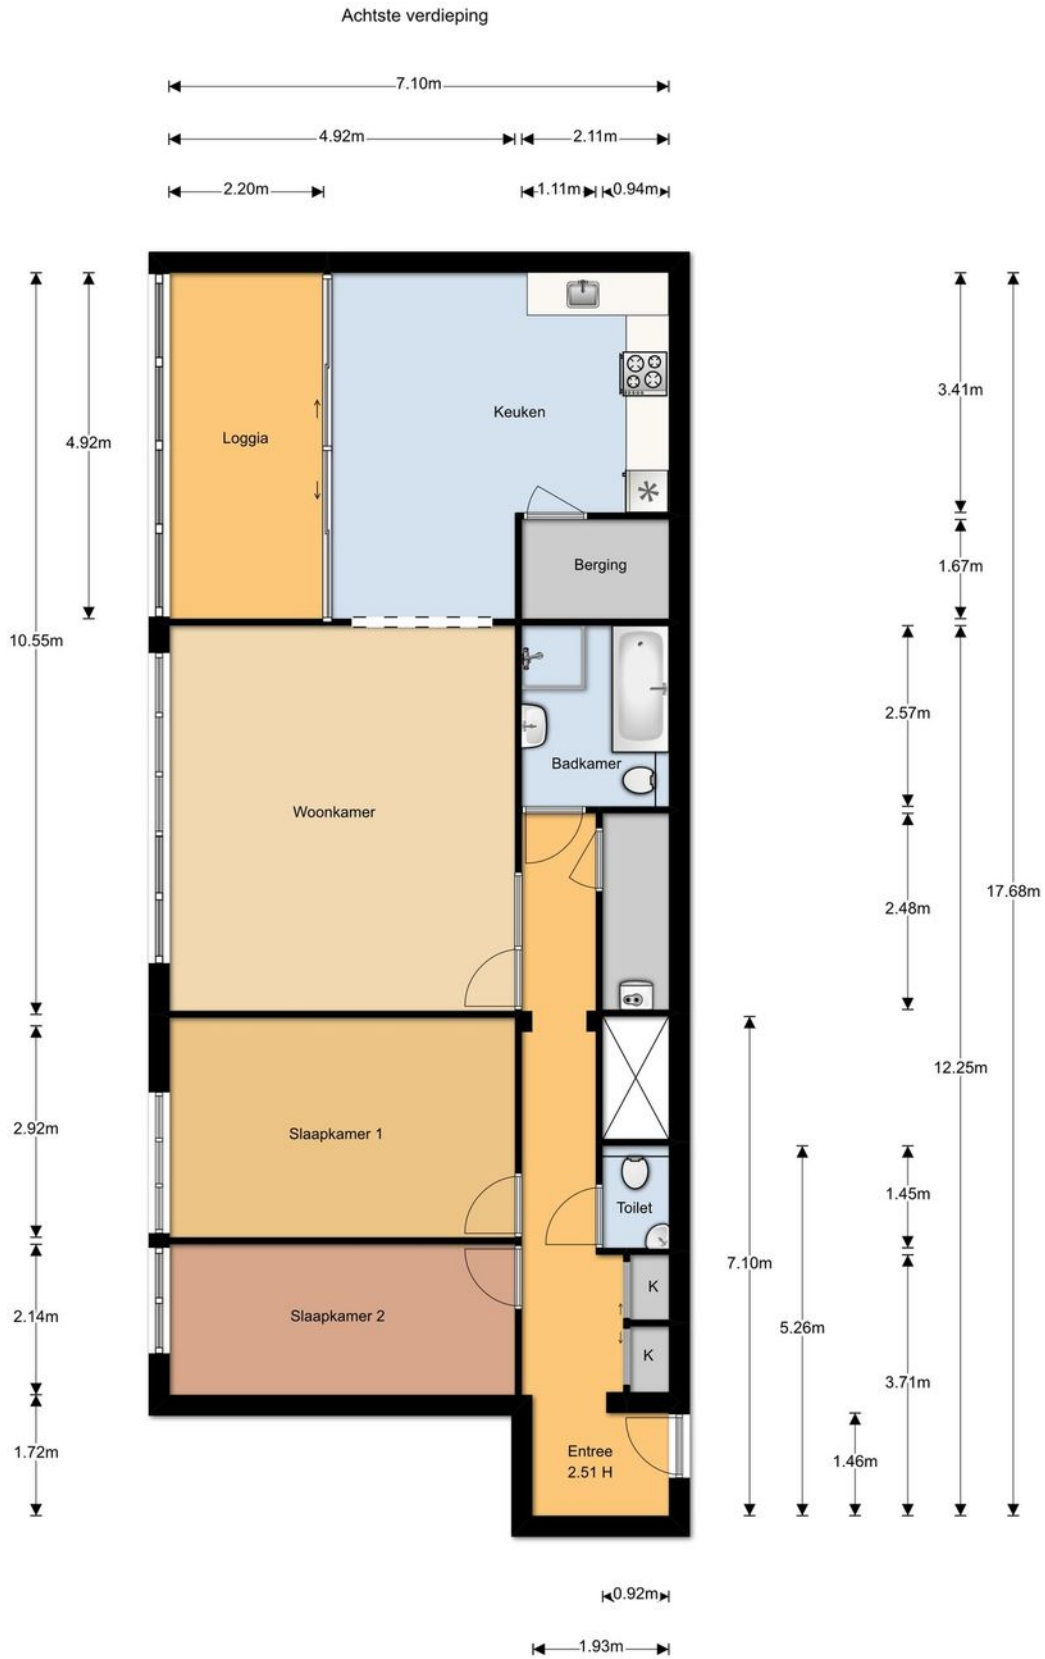 Achtste verdieping
7.10m
4.92m
2.11m
2.20m
1.11m
0.94m
3.41m
Keuken
Loggia
4.92m
Berging
1.67m
10.55m
2.57m
Badkamer
Woonkamer
17.68m
2.48m
12.25m
2.92m
Slaapkamer 1
1.45m
Toilet
7.10m
K
2.14m
Slaapkamer 2
5.26m
K
3.71m
1.72m
Entree
2.51 H
1.46m
0.92m
1.93m